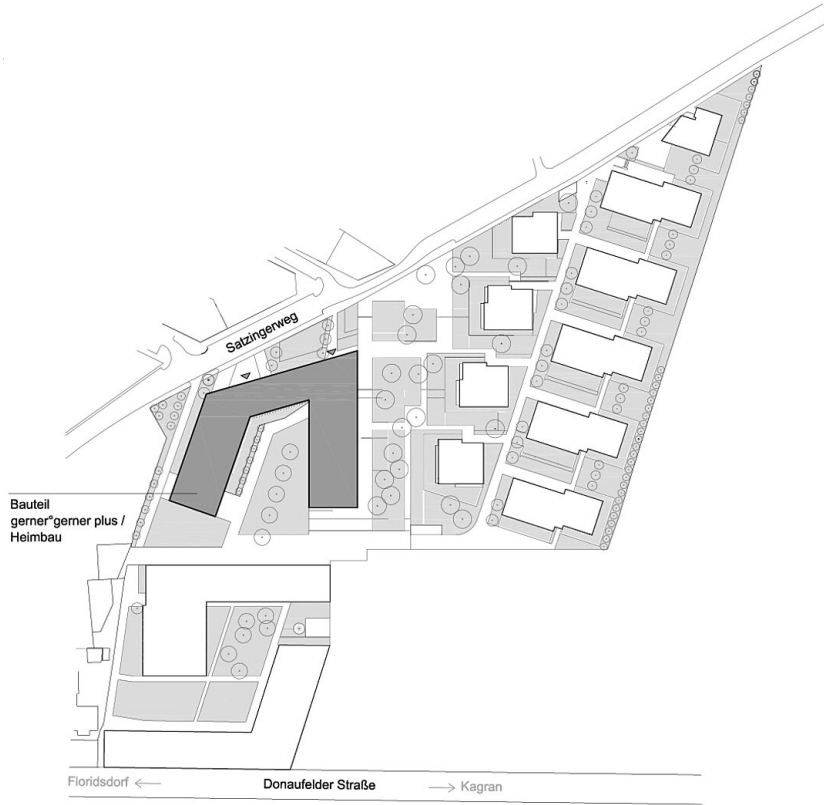 Satzingerweg
Bauteil
gerner°gerner plus /
Heimbau
Floridsdorf ← Donaufelder Straße → Kagran